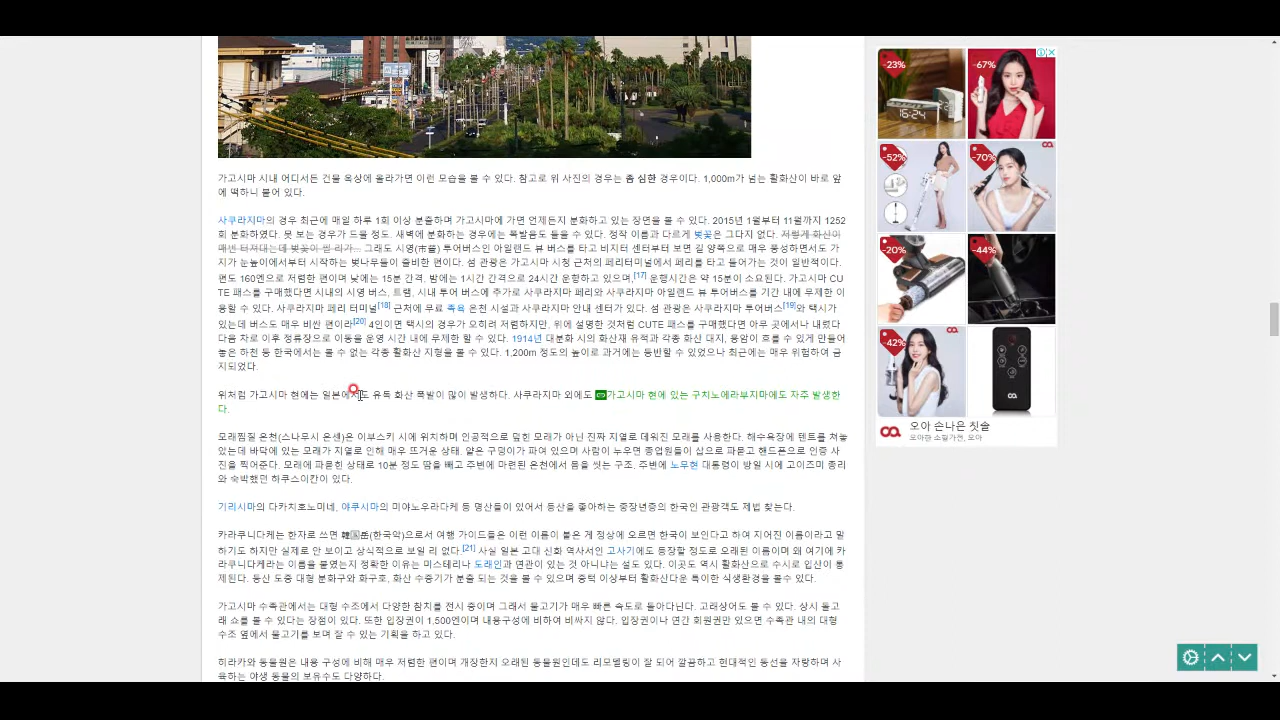 가고시마 시내 어디서든 건물 옥상에 올라가면 이런 모습을 볼 수 있다. 참고로 위 사진의 경우는 좀 심한 경우이다. 1,000m가 넘는 활화산이 바로 앞
에 떡하니 붙어 있다.
사쿠라지마의 경우 최근에 매일 하루 1회 이상 분출하며 가고시마에 가면 언제든지 분화하고 있는 장면을 볼 수 있다. 2015년 1월부터 11월까지 1252
회 분화하였다. 못 보는 경우가 드물 정도. 새벽에 분화하는 경우에는 폭발음도 들을 수 있다. 정작 이름과 다르게 벚꽃은 그다지 없다. 저렇게 화산이
매번 터져대는데 벚꽃이 필 리가... 그래도 시영(市營) 투어버스인 아일랜드 뷰 버스를 타고 비지터 센터부터 보면 길 양쪽으로 매우 풍성하면서도 가
지가 눈높이에서부터 시작하는 벚나무들이 즐비한 편이다. 섬 관광은 가고시마 시청 근처의 페리터미널에서 페리를 타고 들어가는 것이 일반적이다.
편도 160엔으로 저렴한 편이며 낮에는 15분 간격, 밤에는 1시간 간격으로 24시간 운항하고 있으며,[17] 운행시간은 약 15분이 소요된다. 가고시마 CU
TE 패스를 구매했다면 시내의 시영 버스, 트램, 시내 투어 버스에 추가로 사쿠라지마 페리와 사쿠라지마 아일랜드 뷰 투어버스를 기간 내에 무제한 이
용할 수 있다. 사쿠라지마 페리 터미널[18] 근처에 무료 족욕 온천 시설과 사쿠라지마 안내 센터가 있다. 섬 관광은 사쿠라지마 투어버스[19]와 택시가
있는데 버스도 매우 비싼 편이라[20] 4인이면 택시의 경우가 오히려 저렴하지만, 위에 설명한 것처럼 CUTE 패스를 구매했다면 아무 곳에서나 내렸다
다음 차로 이후 정류장으로 이동을 운영 시간 내에 무제한 할 수 있다. 1914년 대분화 시의 화산재 유적과 각종 화산 대지, 용암이 흐를 수 있게 만들어
놓은 하천 등 한국에서는 볼 수 없는 각종 활화산 지형을 볼 수 있다. 1,200m 정도의 높이로 과거에는 등반할 수 있었으나 최근에는 매우 위험하여 금
지되었다.
위처럼 가고시마 현에는 일본에서도 유독 화산 폭발이 많이 발생하다. 사쿠라지마 외에도 가고시마 현에 있는 구치노에라부지마에도 자주 발생한
다.
모래찜질 온천(스나무시 온센)은 이부스키 시에 위치하며 인공적으로 덮힌 모래가 아닌 진짜 지열로 데워진 모래를 사용한다. 해수욕장에 텐트를 쳐놓
았는데 바닥에 있는 모래가 지열로 인해 매우 뜨거운 상태. 얕은 구덩이가 파여 있으며 사람이 누우면 종업원들이 삽으로 파묻고 핸드폰으로 인증 사
진을 찍어준다. 모래에 파묻힌 상태로 10분 정도 땀을 빼고 주변에 마련된 온천에서 몸을 씻는 구조. 주변에 노무현 대통령이 방일 시에 고이즈미 총리
와 숙박했던 하쿠스이칸이 있다.
기리시마의 다카치호노미네, 야쿠시마의 미야노우라다케 등 명산들이 있어서 등산을 좋아하는 중장년층의 한국인 관광객도 제법 찾는다.
카라쿠니다케는 한자로 쓰면 韓国岳(한국악)으로서 여행 가이드들은 이런 이름이 붙은 게 정상에 오르면 한국이 보인다고 하여 지어진 이름이라고 말
하기도 하지만 실제로 안 보이고 상식적으로 보일 리 없다.[21] 사실 일본 고대 신화 역사서인 고사기에도 등장할 정도로 오래된 이름이며 왜 여기에 카
라쿠니다케라는 이름을 붙였는지 정확한 이유는 미스테리나 도래인과 연관이 있는 것 아니냐는 설도 있다. 이곳도 역시 활화산으로 수시로 입산이 통
제된다. 등산 도중 대형 분화구와 화구호, 화산 수증기가 분출 되는 것을 볼 수 있으며 중턱 이상부터 활화산다운 특이한 식생환경을 볼수 있다.
가고시마 수족관에서는 대형 수조에서 다양한 참치를 전시 중이며 그래서 물고기가 매우 빠른 속도로 돌아다닌다. 고래상어도 볼 수 있다. 상시 돌고
래 쇼를 볼 수 있다는 장점이 있다. 또한 입장권이 1,500엔이며 내용구성에 비하여 비싸지 않다. 입장권이나 연간 회원권만 있으면 수족관 내의 대형
수조 옆에서 물고기를 보며 잘 수 있는 기획을 하고 있다.
히라카와 동물원은 내용 구성에 비해 매우 저렴한 편이며 개장한지 오래된 동물원인데도 리모델링이 잘 되어 깔끔하고 현대적인 동선을 자랑하며 사
육하는 야생 동물의 보유수도 다양하다.
-23%
-67%
16:24
-52%
-70%
-20%
-44%
-42%
오아 손나은 칫솔
오아한 소형가전, 오아